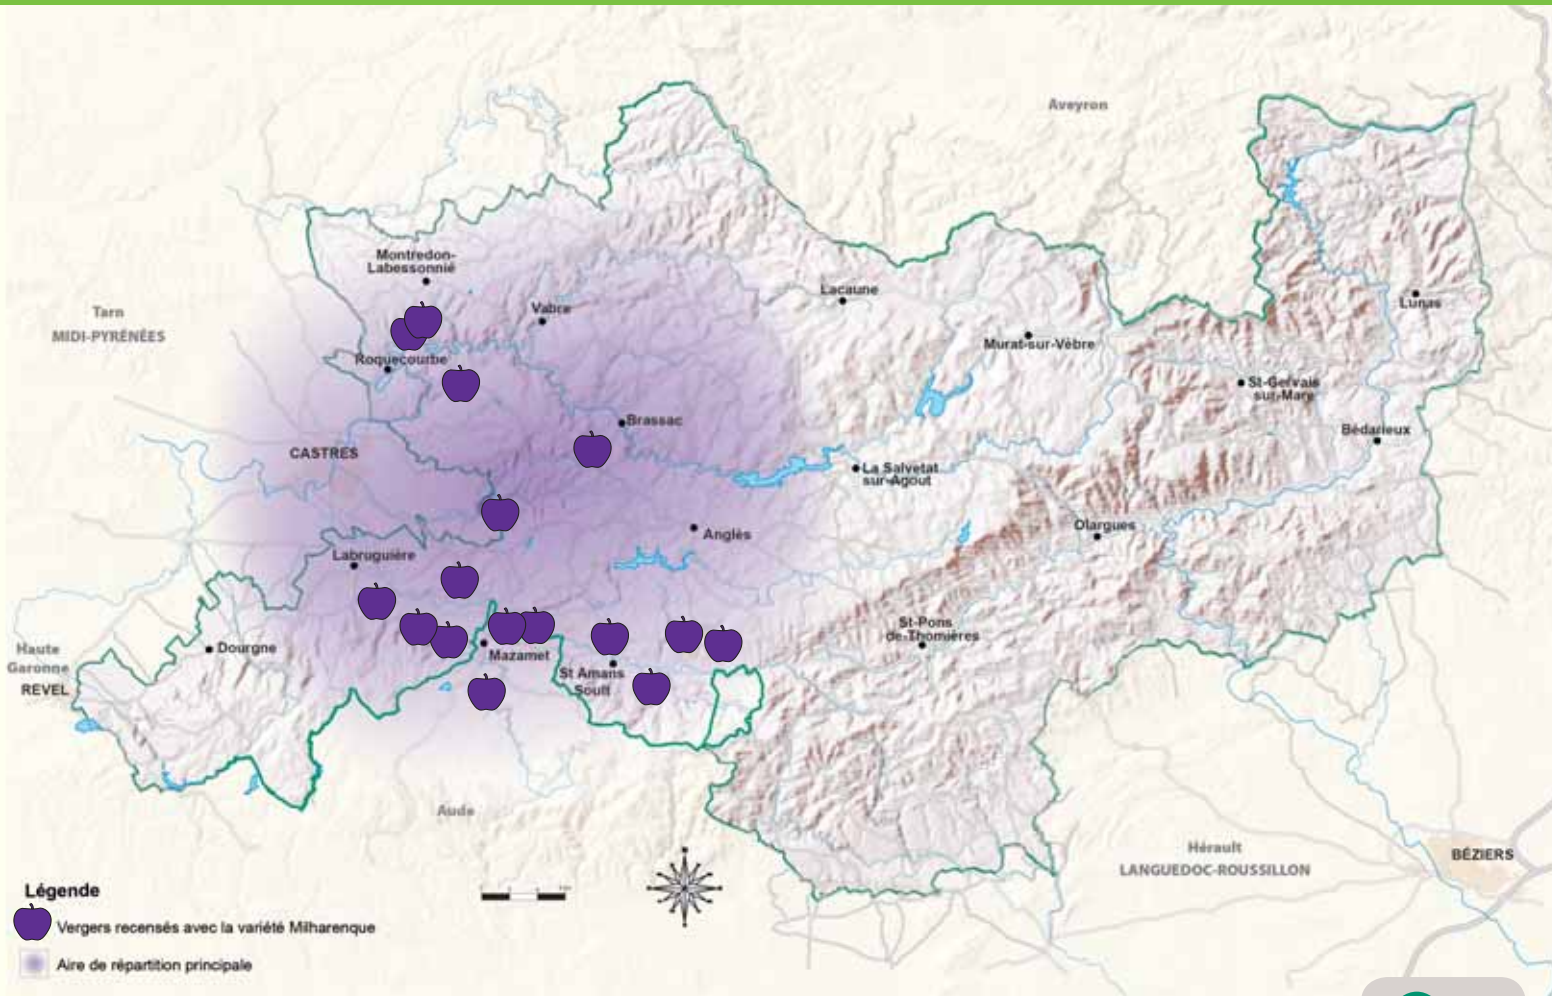 Aveyron
Montredon-
Labessonnié
Lacaune
Lunas
Tarn
MIDI-PYRÉNÉES
Vabre
Murat-sur-Vèbre
Roquecourbe
St-Gervais
sur-Mare
Brassac
Bédarieux
CASTRES
La Salvetat
sur-Agout
Olargues
Anglès
Labruguière
St-Pons
de-Thomières
Haute
Garonne
REVEL
Dourgne
Mazamet
St Amans
Soult
Aude
Hérault
LANGUEDOC-ROUSSILLON
BÉZIERS
Légende
Vergers recensés avec la variété Milharenque
Aire de répartition principale